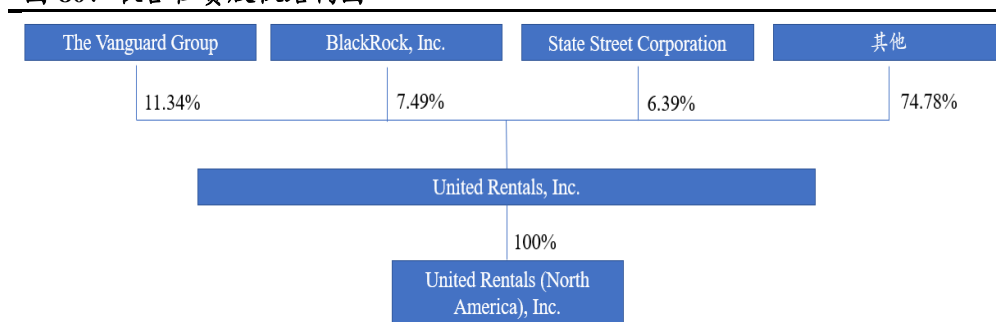 The Vanguard Group
BlackRock, Inc.
State Street Corporation
其他
11.34%
7.49%
6.39%
74.78%
United Rentals, Inc.
100%
United Rentals (North
America), Inc.